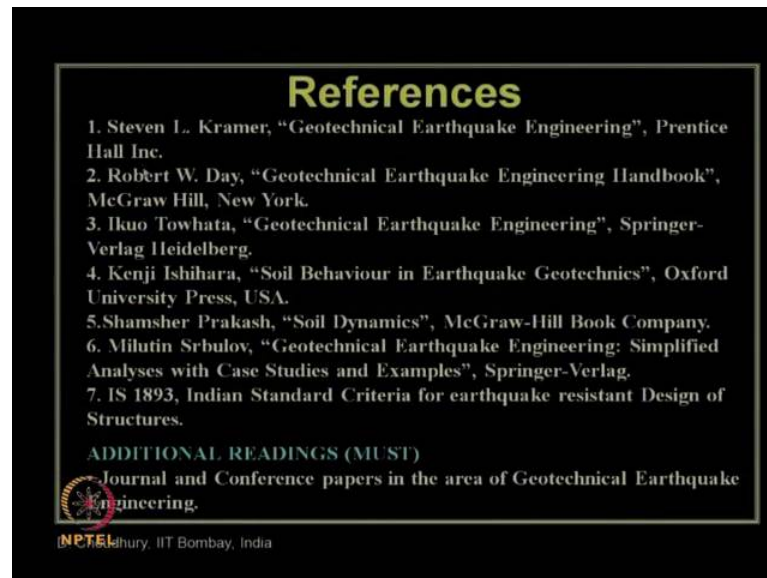 References
1. Steven L. Kramer, “Geotechnical Earthquake Engineering”, Prentice
Hall Inc.
2. Robert W. Day, “Geotechnical Earthquake Engineering Handbook”,
McGraw Hill, New York.
3. Ikuo Towhata, “Geotechnical Earthquake Engineering”, Springer-
Verlag Heidelberg.
4. Kenji Ishihara, “Soil Behaviour in Earthquake Geotechnics”, Oxford
University Press, USA.
5.Shamsher Prakash, “Soil Dynamics”, McGraw-Hill Book Company.
6. Milutin Srbulov, “Geotechnical Earthquake Engineering: Simplified
Analyses with Case Studies and Examples”, Springer-Verlag.
7. IS 1893, Indian Standard Criteria for earthquake resistant Design of
Structures.
ADDITIONAL READINGS (MUST)
Journal and Conference papers in the area of Geotechnical Earthquake
Engineering.
NPTEL
IIT Bombay, India